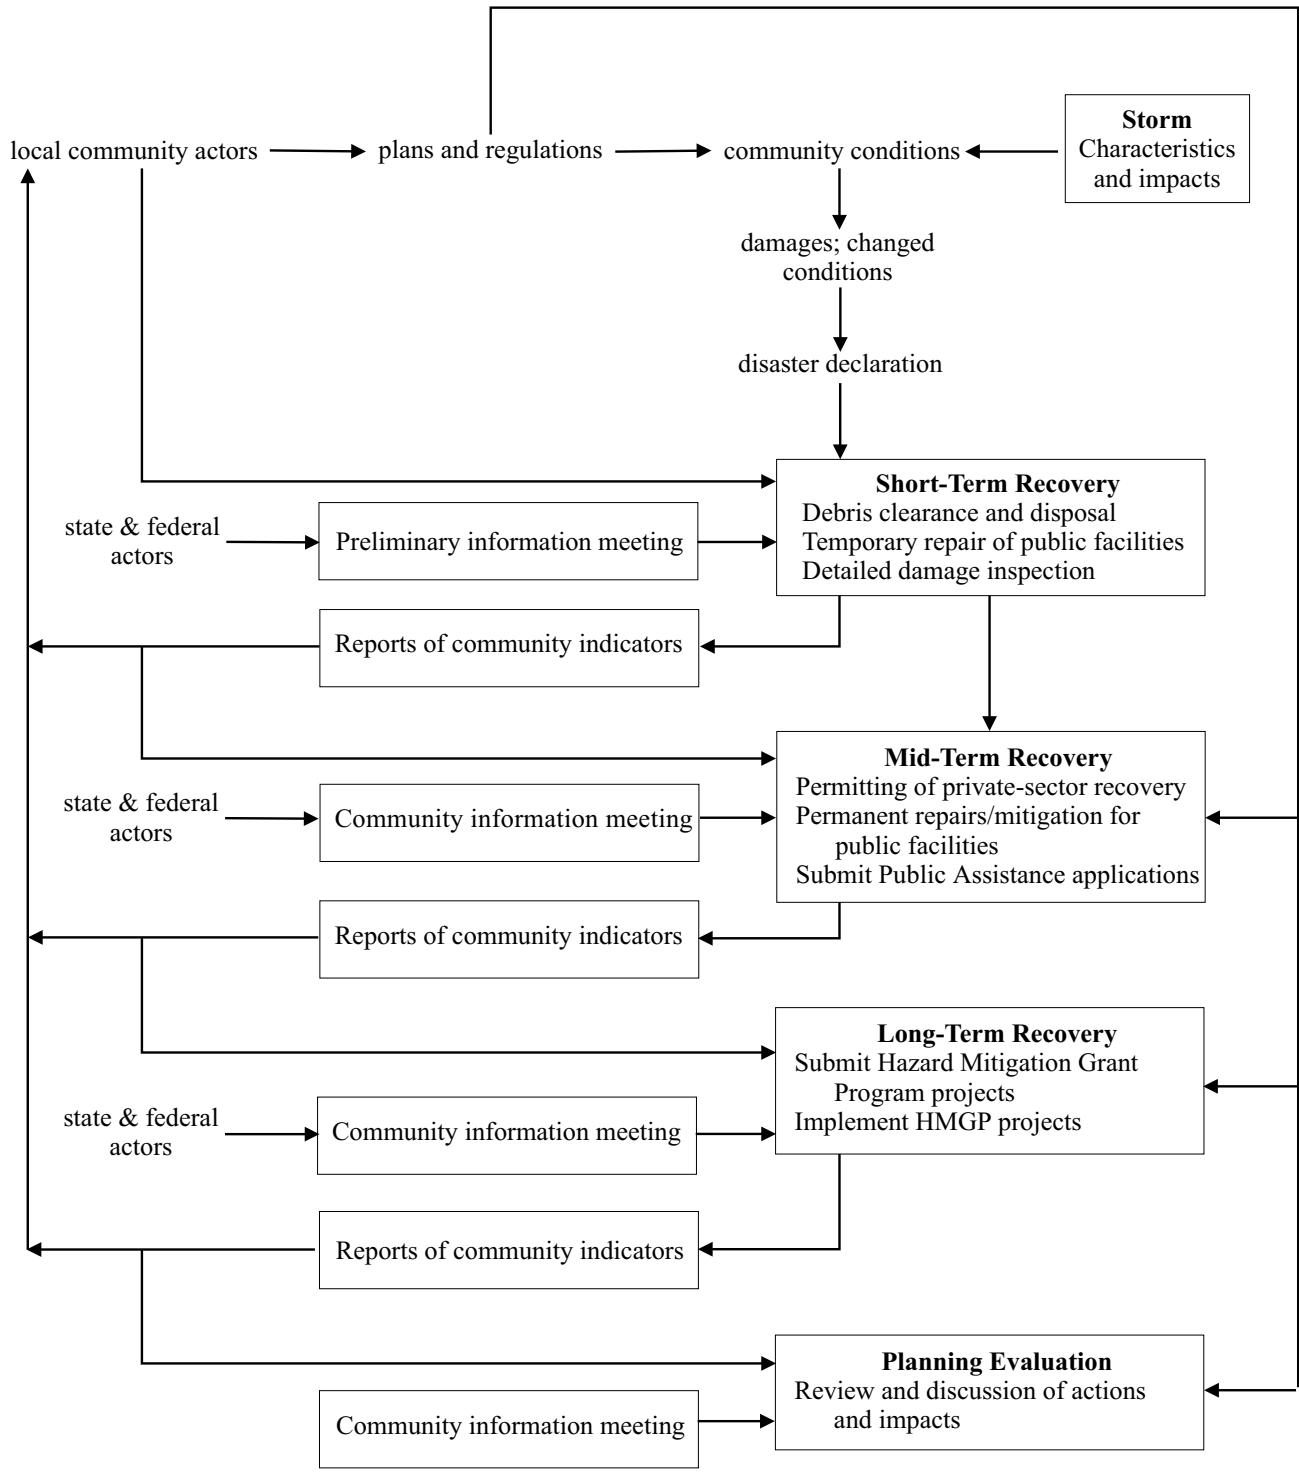 Storm
Characteristics
and impacts
local community actors
plans and regulations
community conditions
damages; changed
conditions
disaster declaration
Short-Term Recovery
Debris clearance and disposal
Temporary repair of public facilities
Detailed damage inspection
state & federal
actors
Preliminary information meeting
Reports of community indicators
Mid-Term Recovery
Permitting of private-sector recovery
Permanent repairs/mitigation for
public facilities
Submit Public Assistance applications
state & federal
actors
Community information meeting
Reports of community indicators
Long-Term Recovery
Submit Hazard Mitigation Grant
Program projects
Implement HMGP projects
state & federal
actors
Community information meeting
Reports of community indicators
Planning Evaluation
Review and discussion of actions
and impacts
Community information meeting